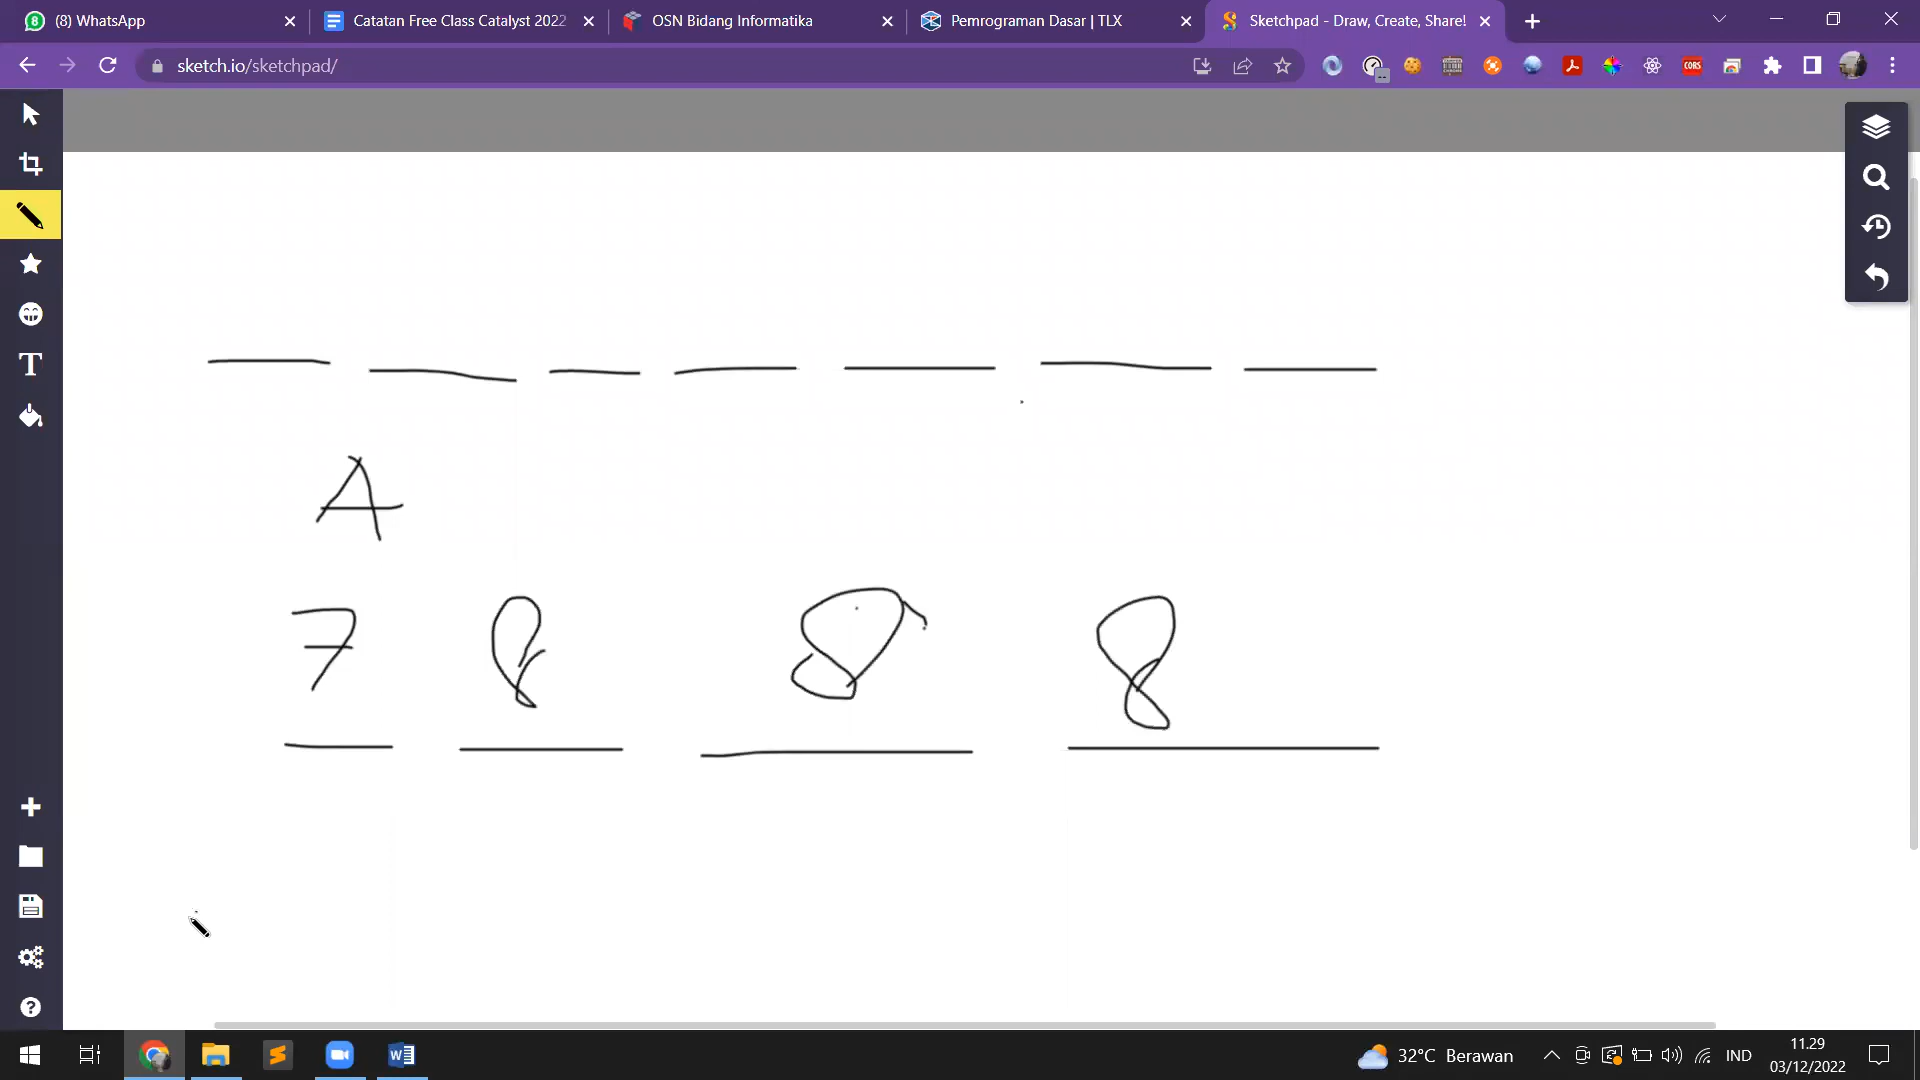 (8) WhatsApp
Catatan Free Class Catalyst 2022
OSN Bidang Informatika
Pemrograman Dasar | TLX
Sketchpad - Draw, Create, Share!
sketch.io/sketchpad/
CORS
T
A
7 8 8 8
32°C Berawan
IND
11.29
03/12/2022